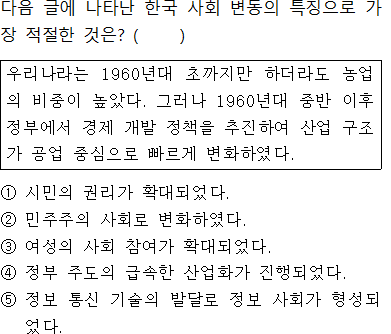 다음 글에 나타난 한국 사회 변동의 특징으로 가
장 적절한 것은? (      )
우리나라는 1960년대 초까지만 하더라도 농업
의 비중이 높았다. 그러나 1960년대 중반 이후
정부에서 경제 개발 정책을 추진하여 산업 구조
가 공업 중심으로 빠르게 변화하였다.
① 시민의 권리가 확대되었다.
② 민주주의 사회로 변화하였다.
③ 여성의 사회 참여가 확대되었다.
④ 정부 주도의 급속한 산업화가 진행되었다.
⑤ 정보 통신 기술의 발달로 정보 사회가 형성되
었다.